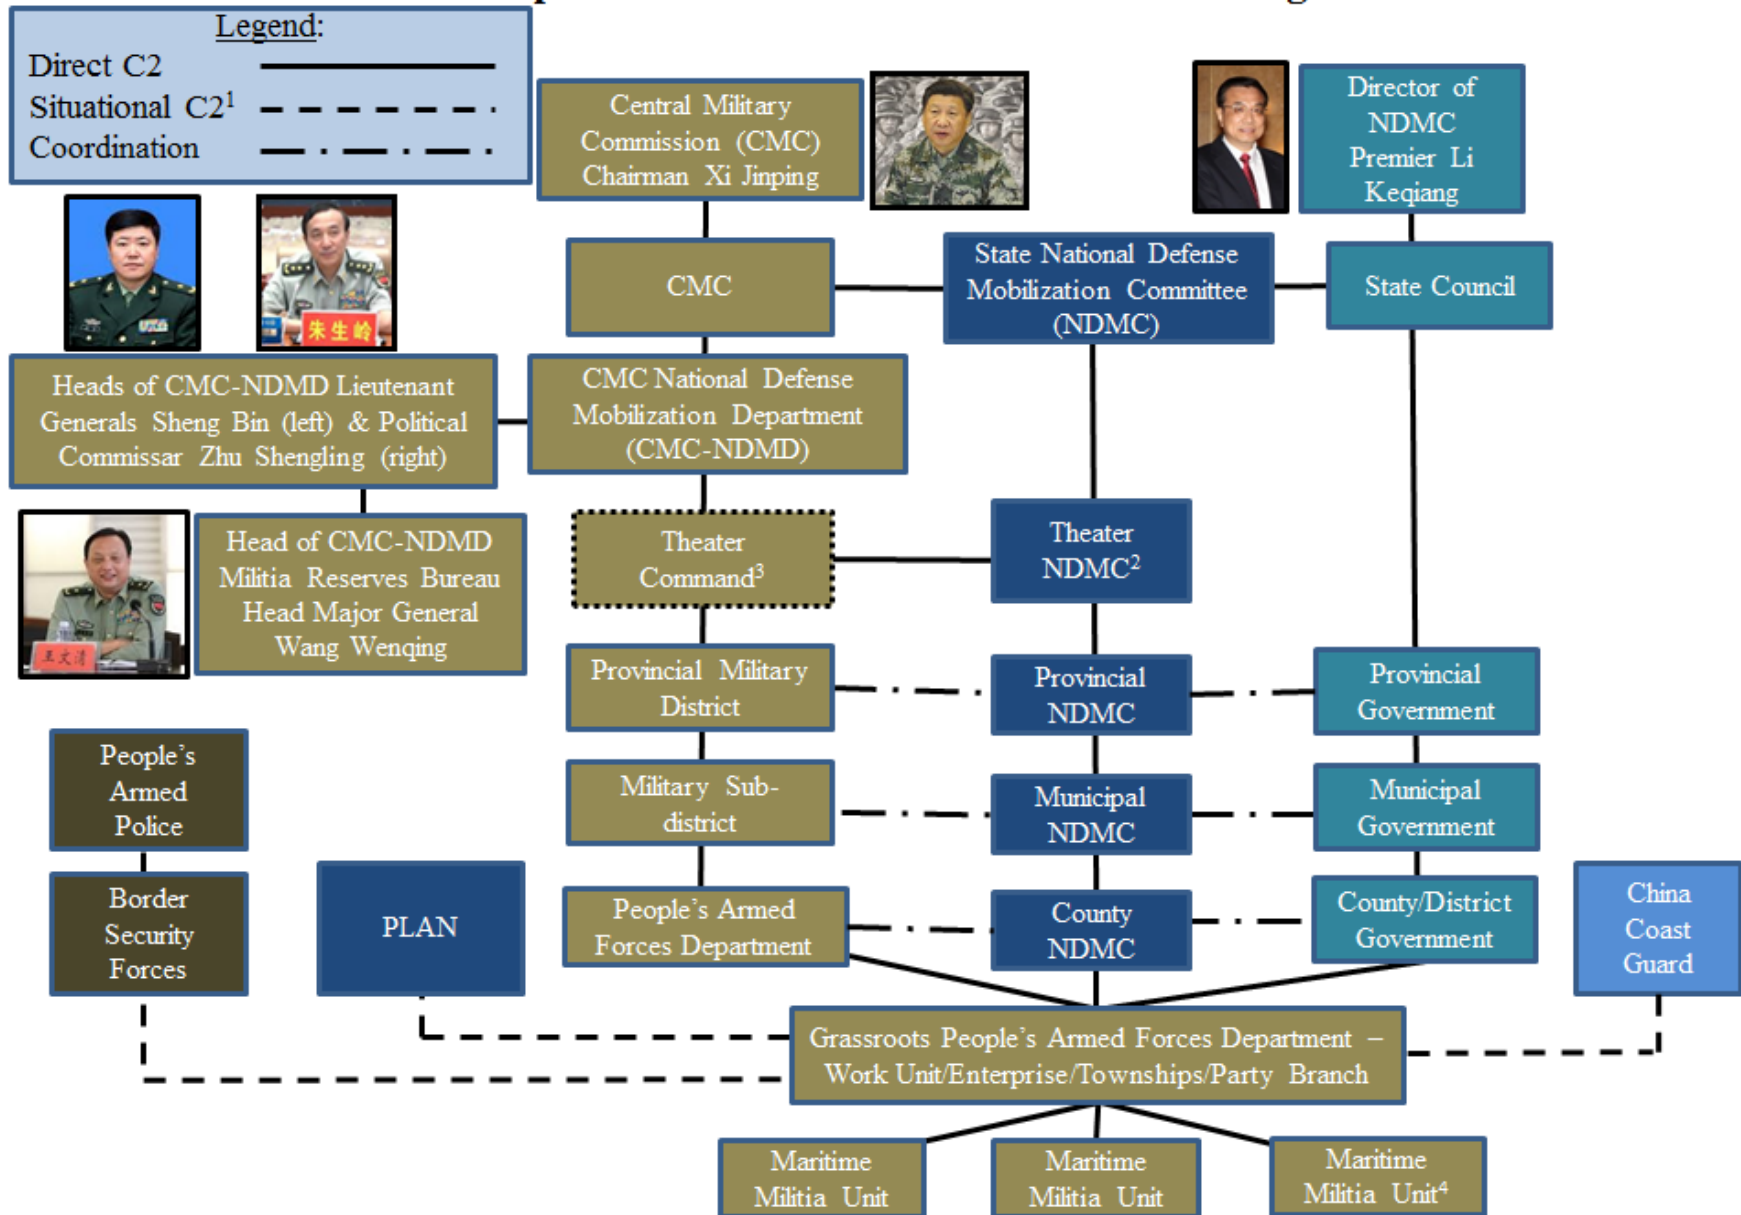 Legend:
Direct C2
Situational C2¹
Coordination
Central Military
Commission (CMC)
Chairman Xi Jinping
Director of
NDMC
Premier Li
Keqiang
CMC
State National Defense
Mobilization Committee
(NDMC)
State Council
朱生岭
Heads of CMC-NDMD Lieutenant
Generals Sheng Bin (left) & Political
Commissar Zhu Shengling (right)
CMC National Defense
Mobilization Department
(CMC-NDMD)
王文清
Head of CMC-NDMD
Militia Reserves Bureau
Head Major General
Wang Wenqing
Theater
Command³
Theater
NDMC²
Provincial Military
District
Provincial
NDMC
Provincial
Government
People's
Armed
Police
Military Sub-
district
Municipal
NDMC
Municipal
Government
Border
Security
Forces
PLAN
People's Armed
Forces Department
County
NDMC
County/District
Government
China
Coast
Guard
Grassroots People's Armed Forces Department –
Work Unit/Enterprise/Townships/Party Branch
Maritime
Militia Unit
Maritime
Militia Unit
Maritime
Militia Unit⁴